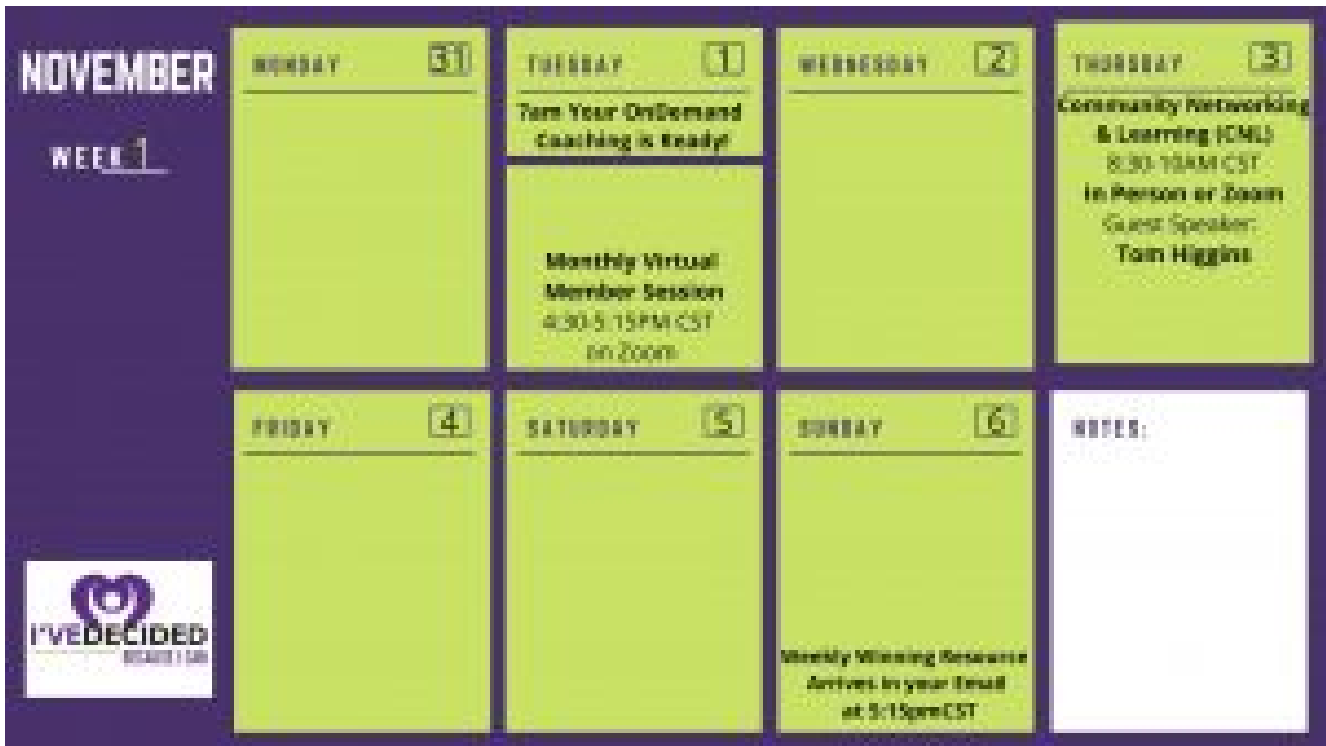 NOVEMBER
WEEK 1
MONDAY 31
TUESDAY 1
7am Your OnDemand
Coaching is Ready!
Monthly Virtual
Member Session
4:30-5:15PM CST
on Zoom
WEDNESDAY 2
THURSDAY 3
Community Networking
& Learning (CNL)
8:30-10AM CST
In Person or Zoom
Guest Speaker:
Tom Higgins
FRIDAY 4
SATURDAY 5
SUNDAY 6
Weekly Winning Resource
Arrives in your Email
at 5:15pmCST
NOTES:
I'VEDECIDED
BECAUSE I CAN